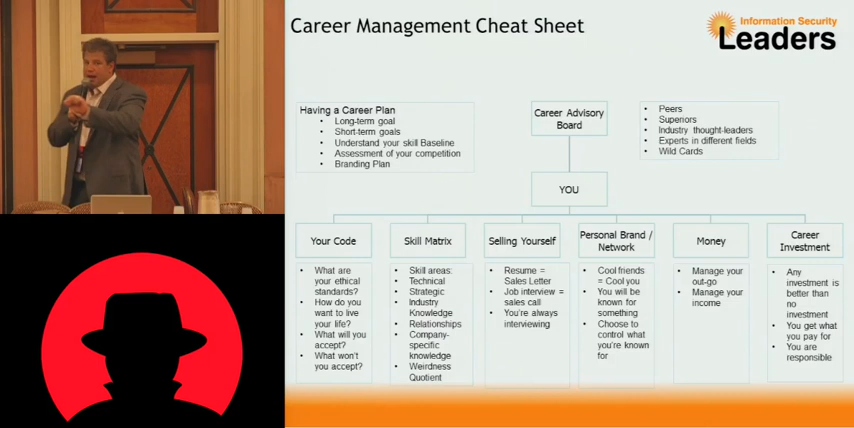 Career Management Cheat Sheet
Information Security
Leaders
Having a Career Plan
• Long-term goal
• Short-term goals
• Understand your skill Baseline
• Assessment of your competition
• Branding Plan
Career Advisory
Board
• Peers
• Superiors
• Industry thought-leaders
• Experts in different fields
• Wild Cards
YOU
Your Code
• What are
your ethical
standards?
• How do you
want to live
your life?
• What will you
accept?
• What won't
you accept?
Skill Matrix
• Skill areas:
• Technical
• Strategic
• Industry
Knowledge
• Relationships
• Company-
specific
knowledge
• Weirdness
Quotient
Selling Yourself
• Resume =
Sales Letter
• Job interview =
sales call
• You're always
interviewing
Personal Brand /
Network
• Cool friends
= Cool you
• You will be
known for
something
• Choose to
control what
you're known
for
Money
• Manage your
out-go
• Manage your
income
Career
Investment
• Any
investment is
better than
no
investment
• You get what
you pay for
• You are
responsible